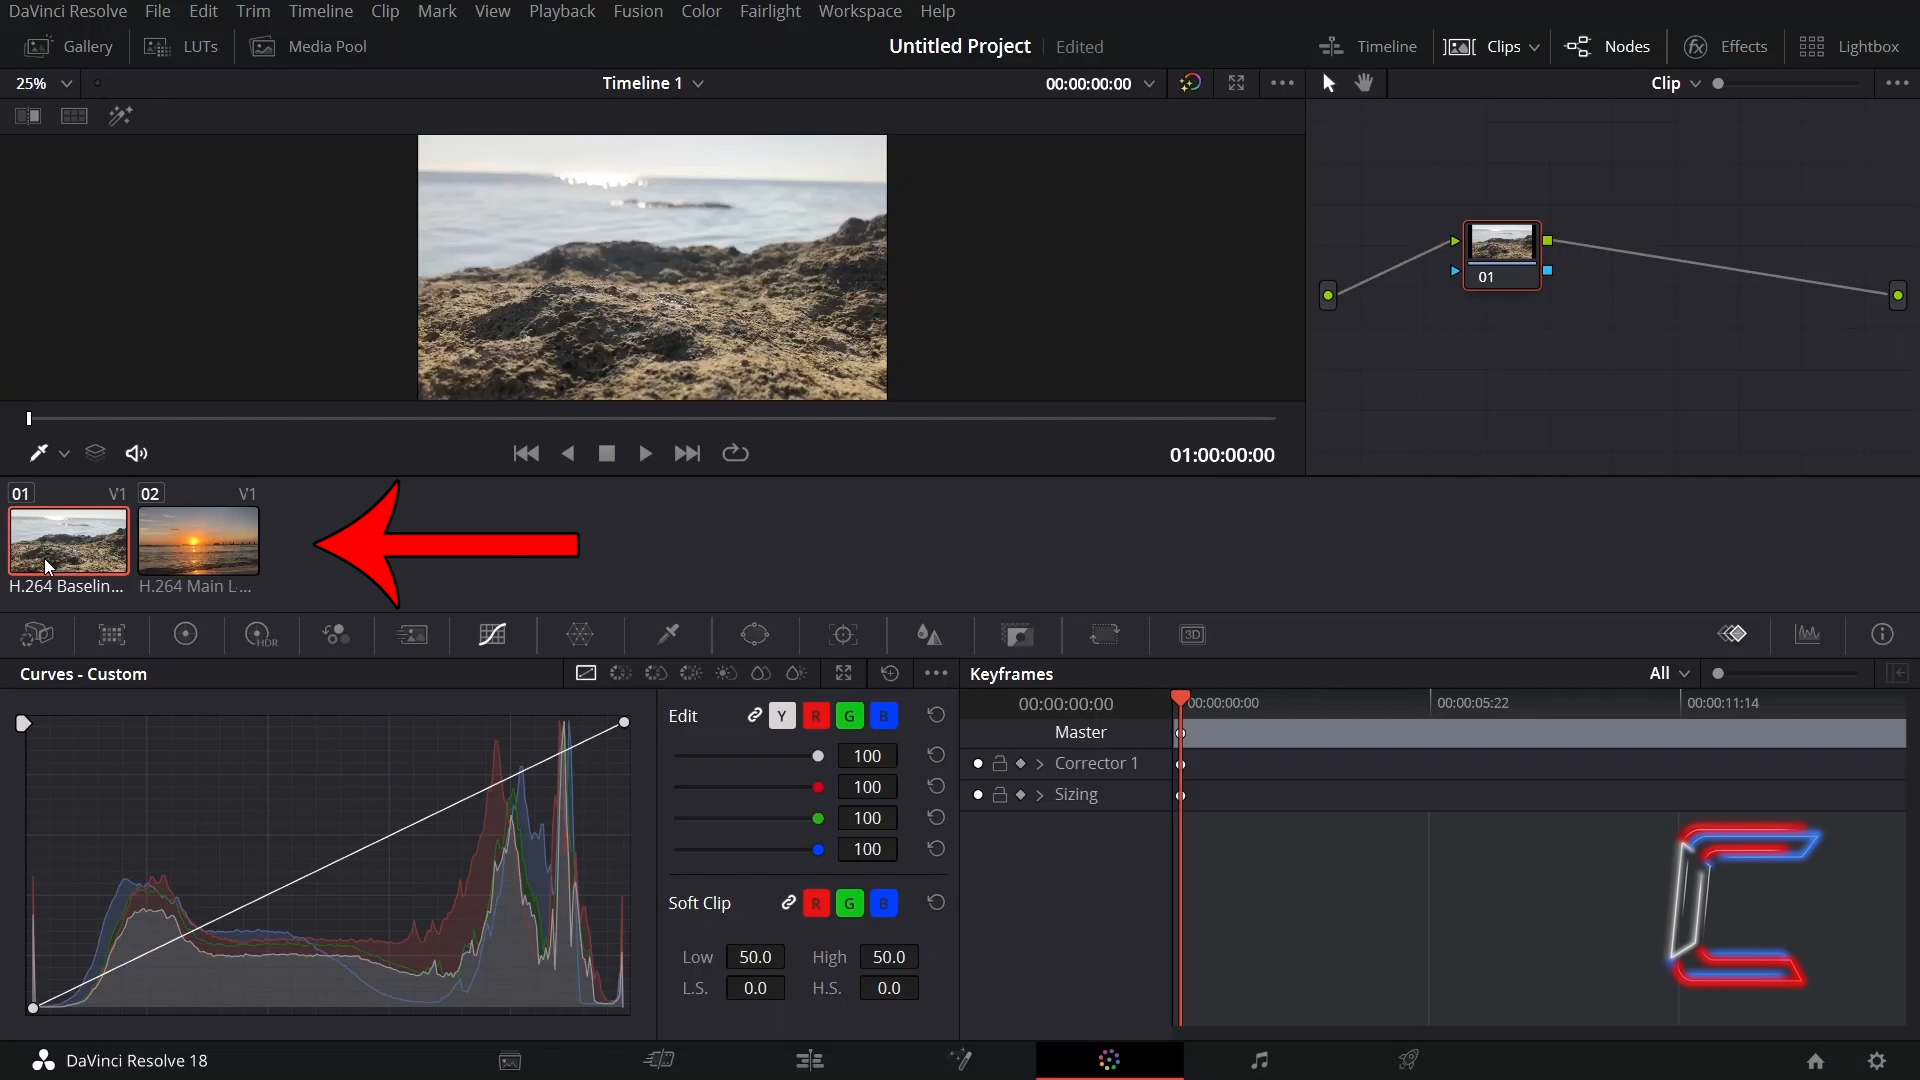 DaVinci Resolve File Edit Trim Timeline Clip Mark View Playback Fusion Color Fairlight Workspace Help
Gallery LUTs Media Pool Untitled Project Edited Timeline Clips Nodes Effects Lightbox
25% Timeline 1 00:00:00:00 Clip
01
01:00:00:00
01 V1 02 V1
H.264 Baselin... H.264 Main L...
HDR 3D
Curves - Custom Keyframes All
00:00:00:00 00:00:00:00 00:00:05:22 00:00:11:14
Edit Y R G B
Master
100
Corrector 1
100
Sizing
100
100
Soft Clip R G B
Low 50.0 High 50.0
L.S. 0.0 H.S. 0.0
DaVinci Resolve 18